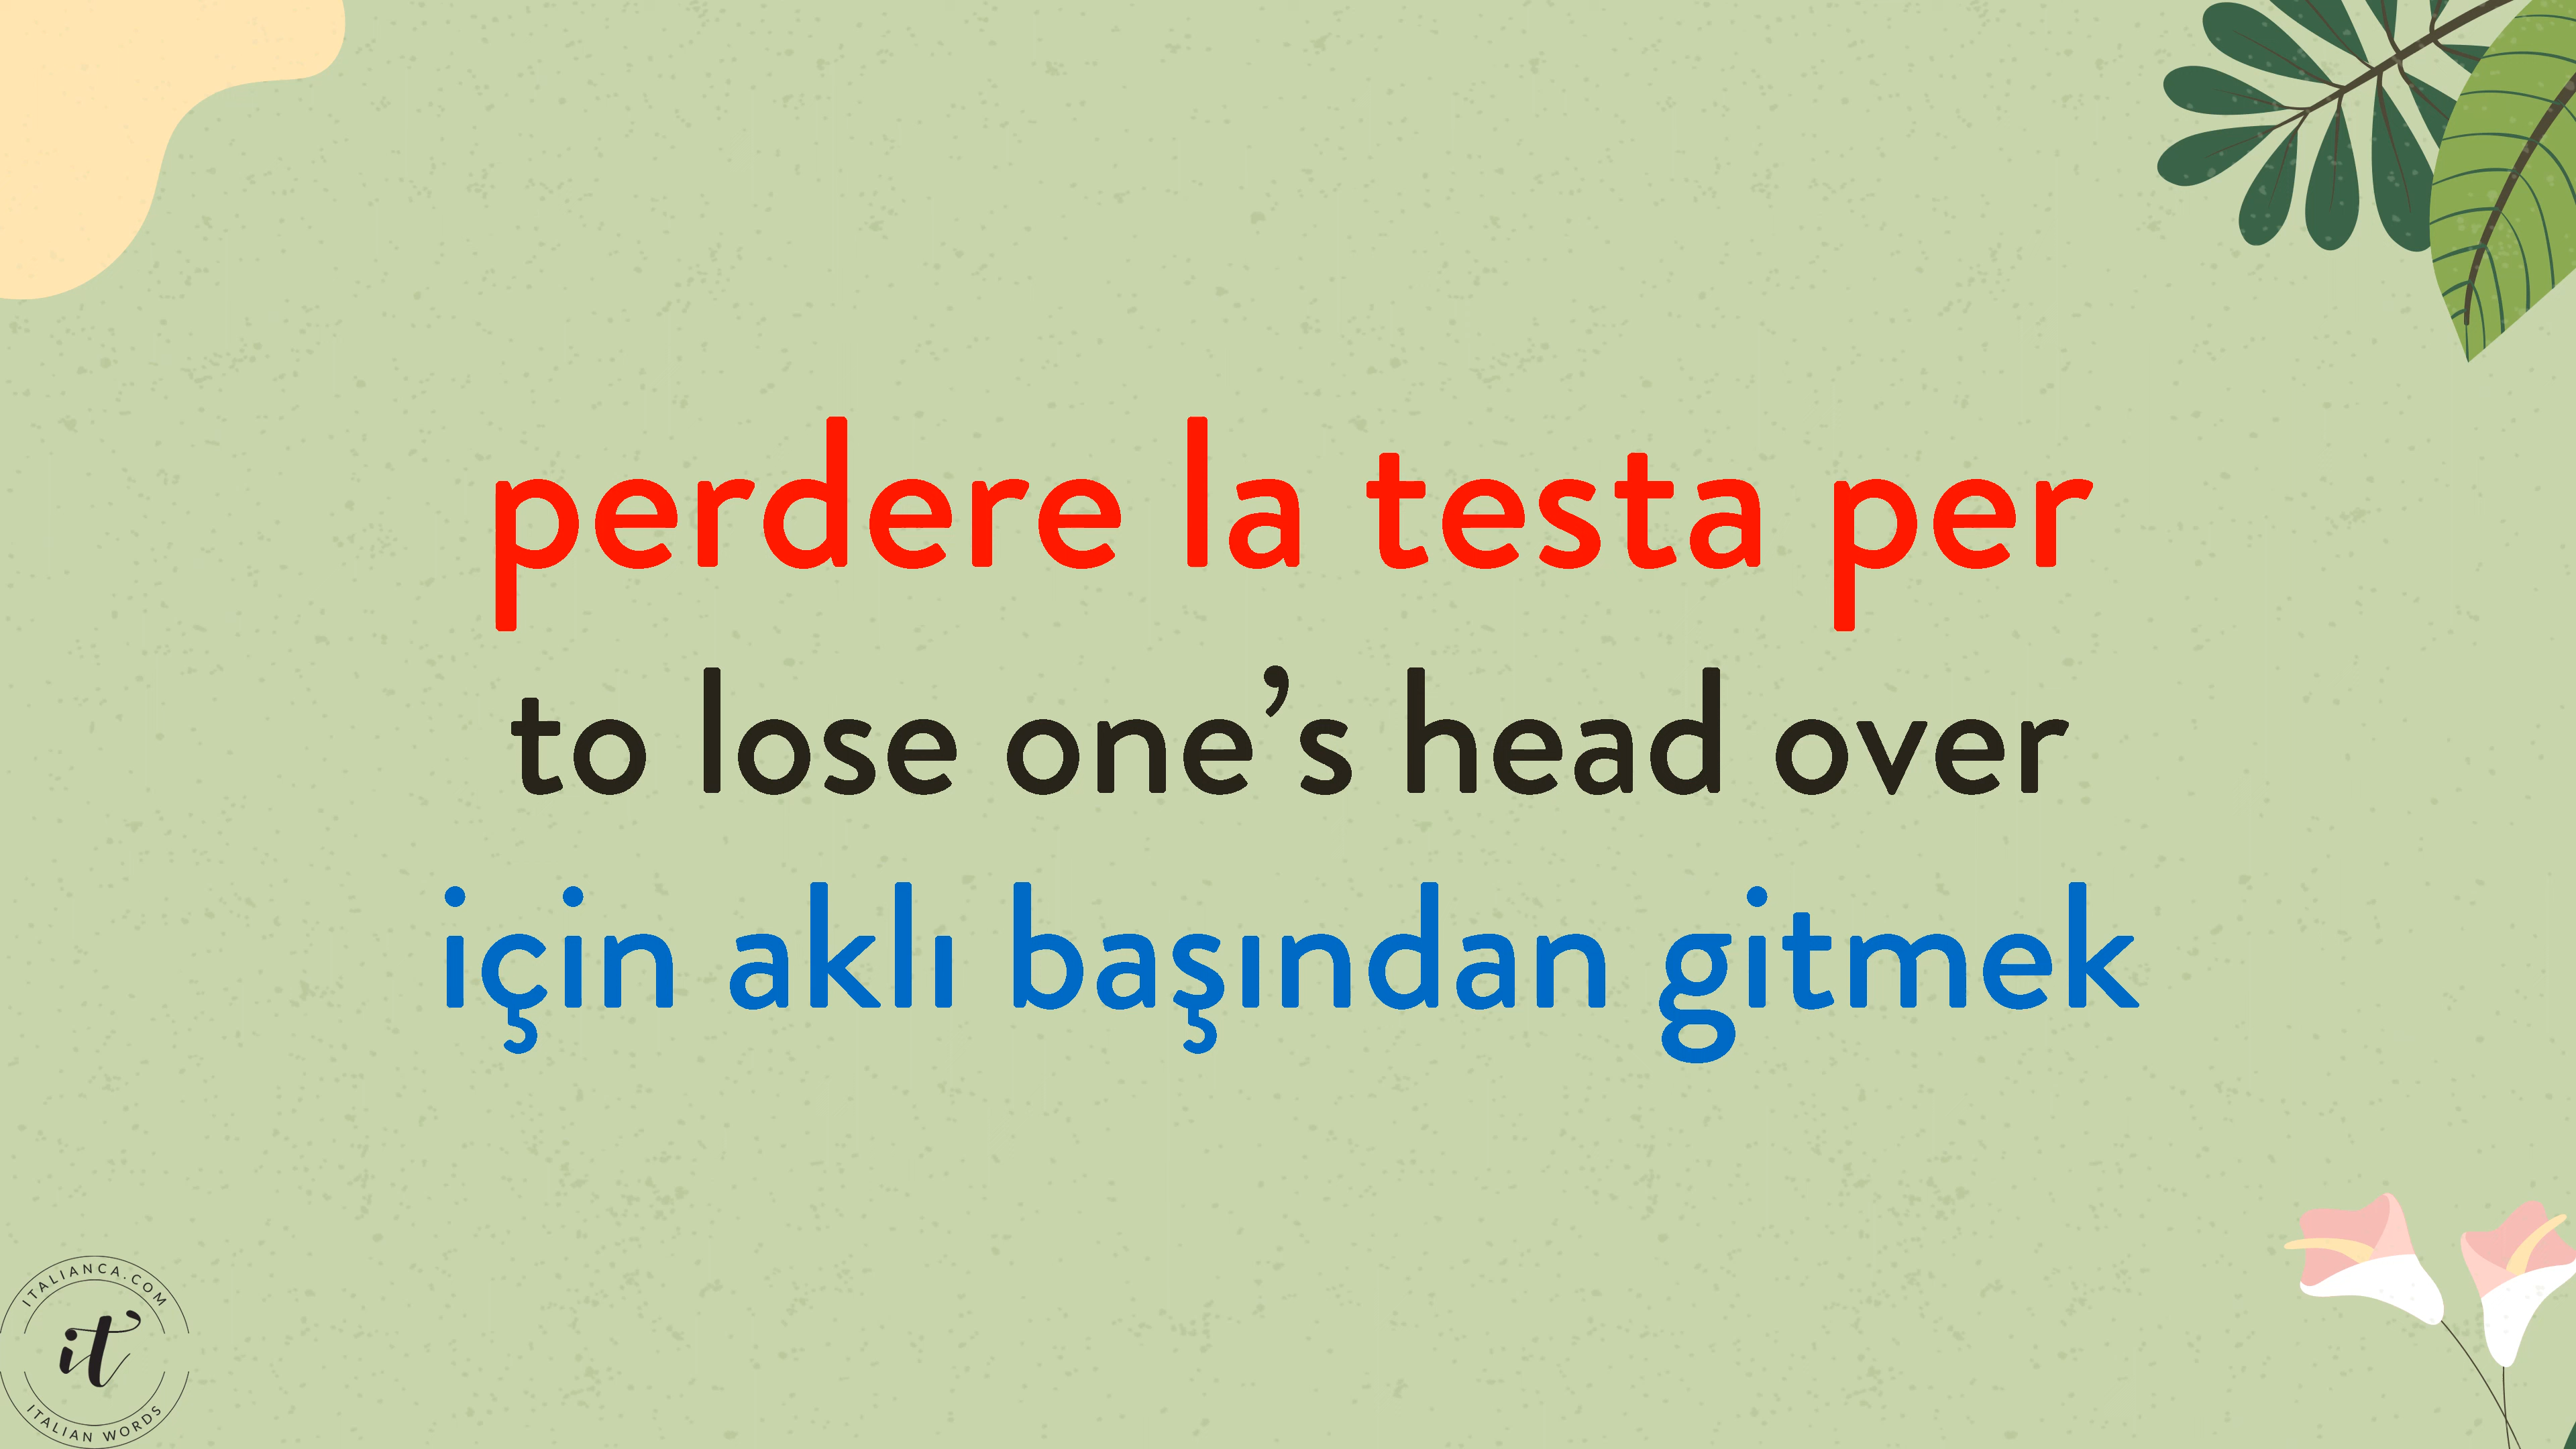 perdere la testa per
to lose one’s head over
için aklı başından gitmek
ITALIANCA.COM
it
ITALIAN WORDS